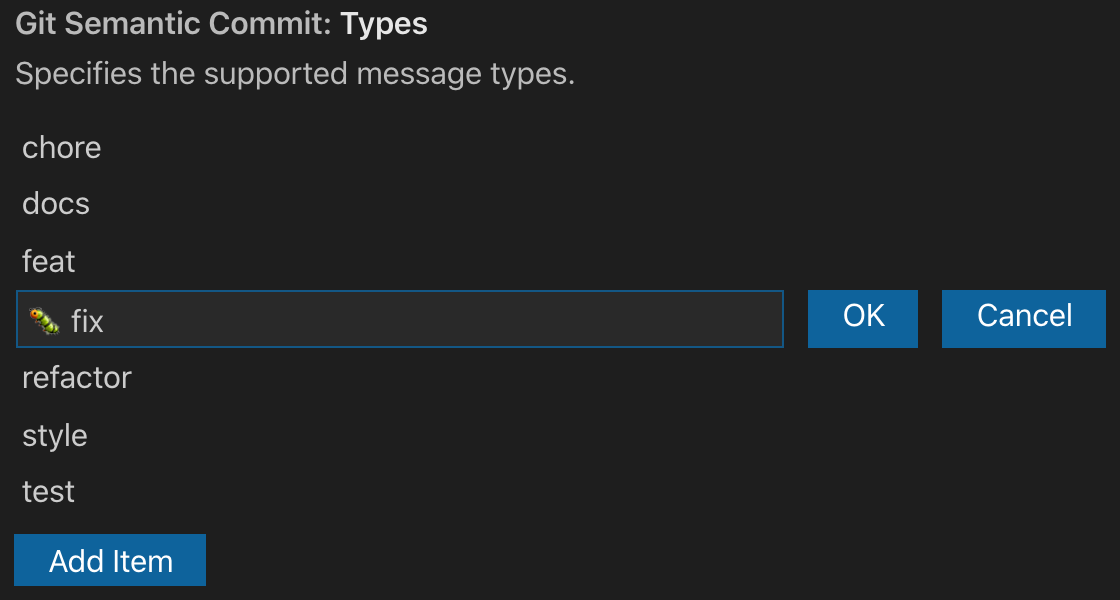 Git Semantic Commit: Types
Specifies the supported message types.
chore
docs
feat
🐛 fix
OK
Cancel
refactor
style
test
Add Item